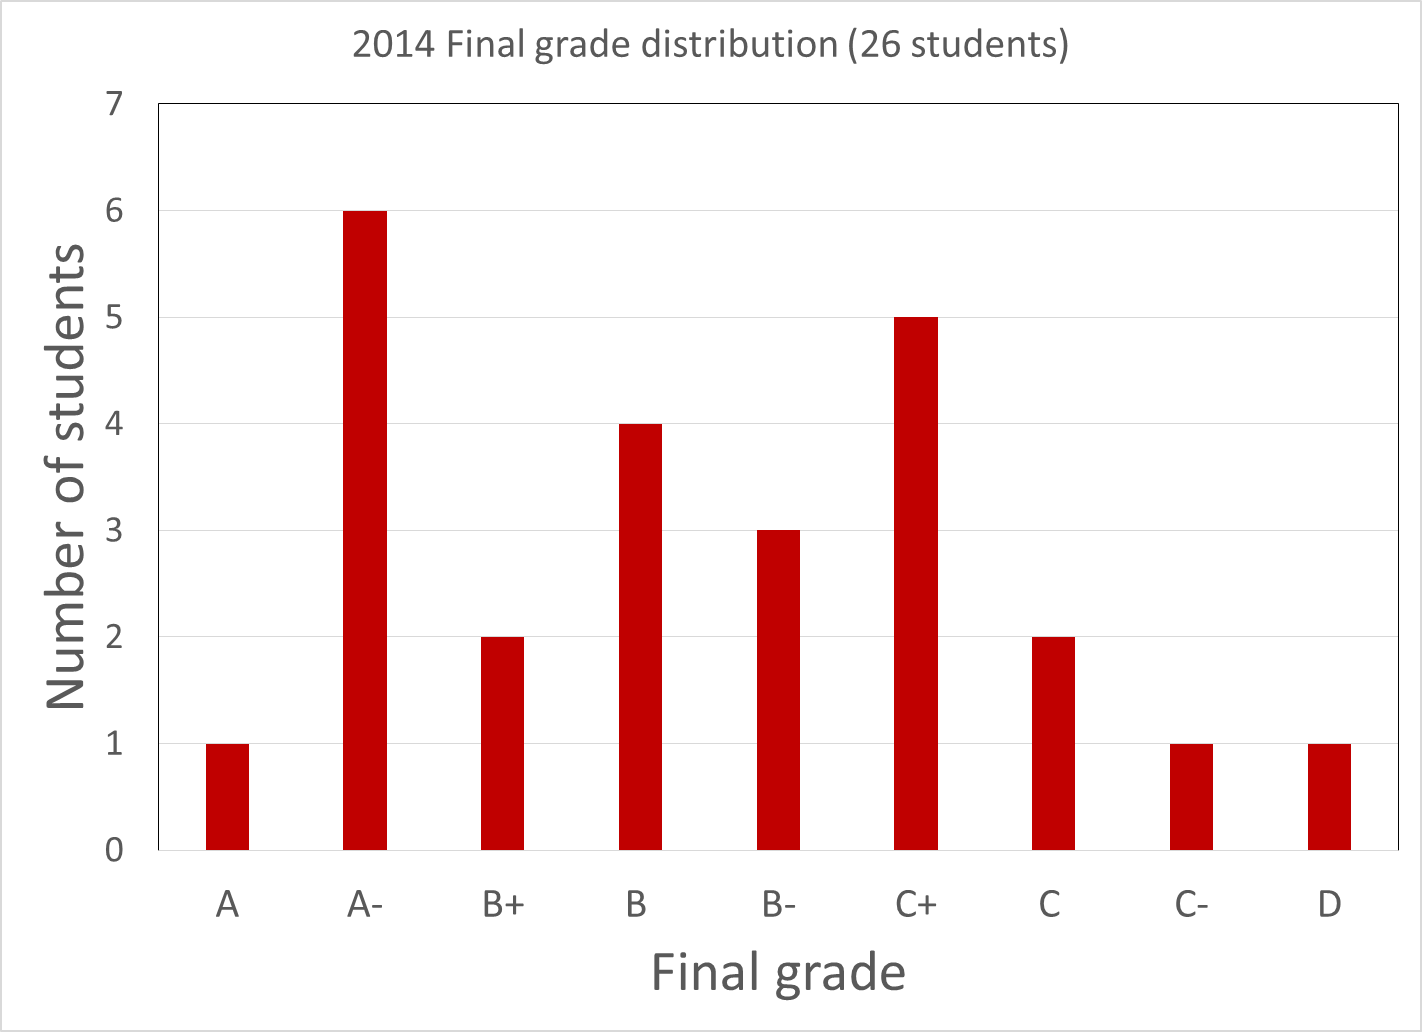 2014 Final grade distribution (26 students)
7
6
5
4
3
2
1
0
Number of students
A A- B+ B B- C+ C C- D
Final grade